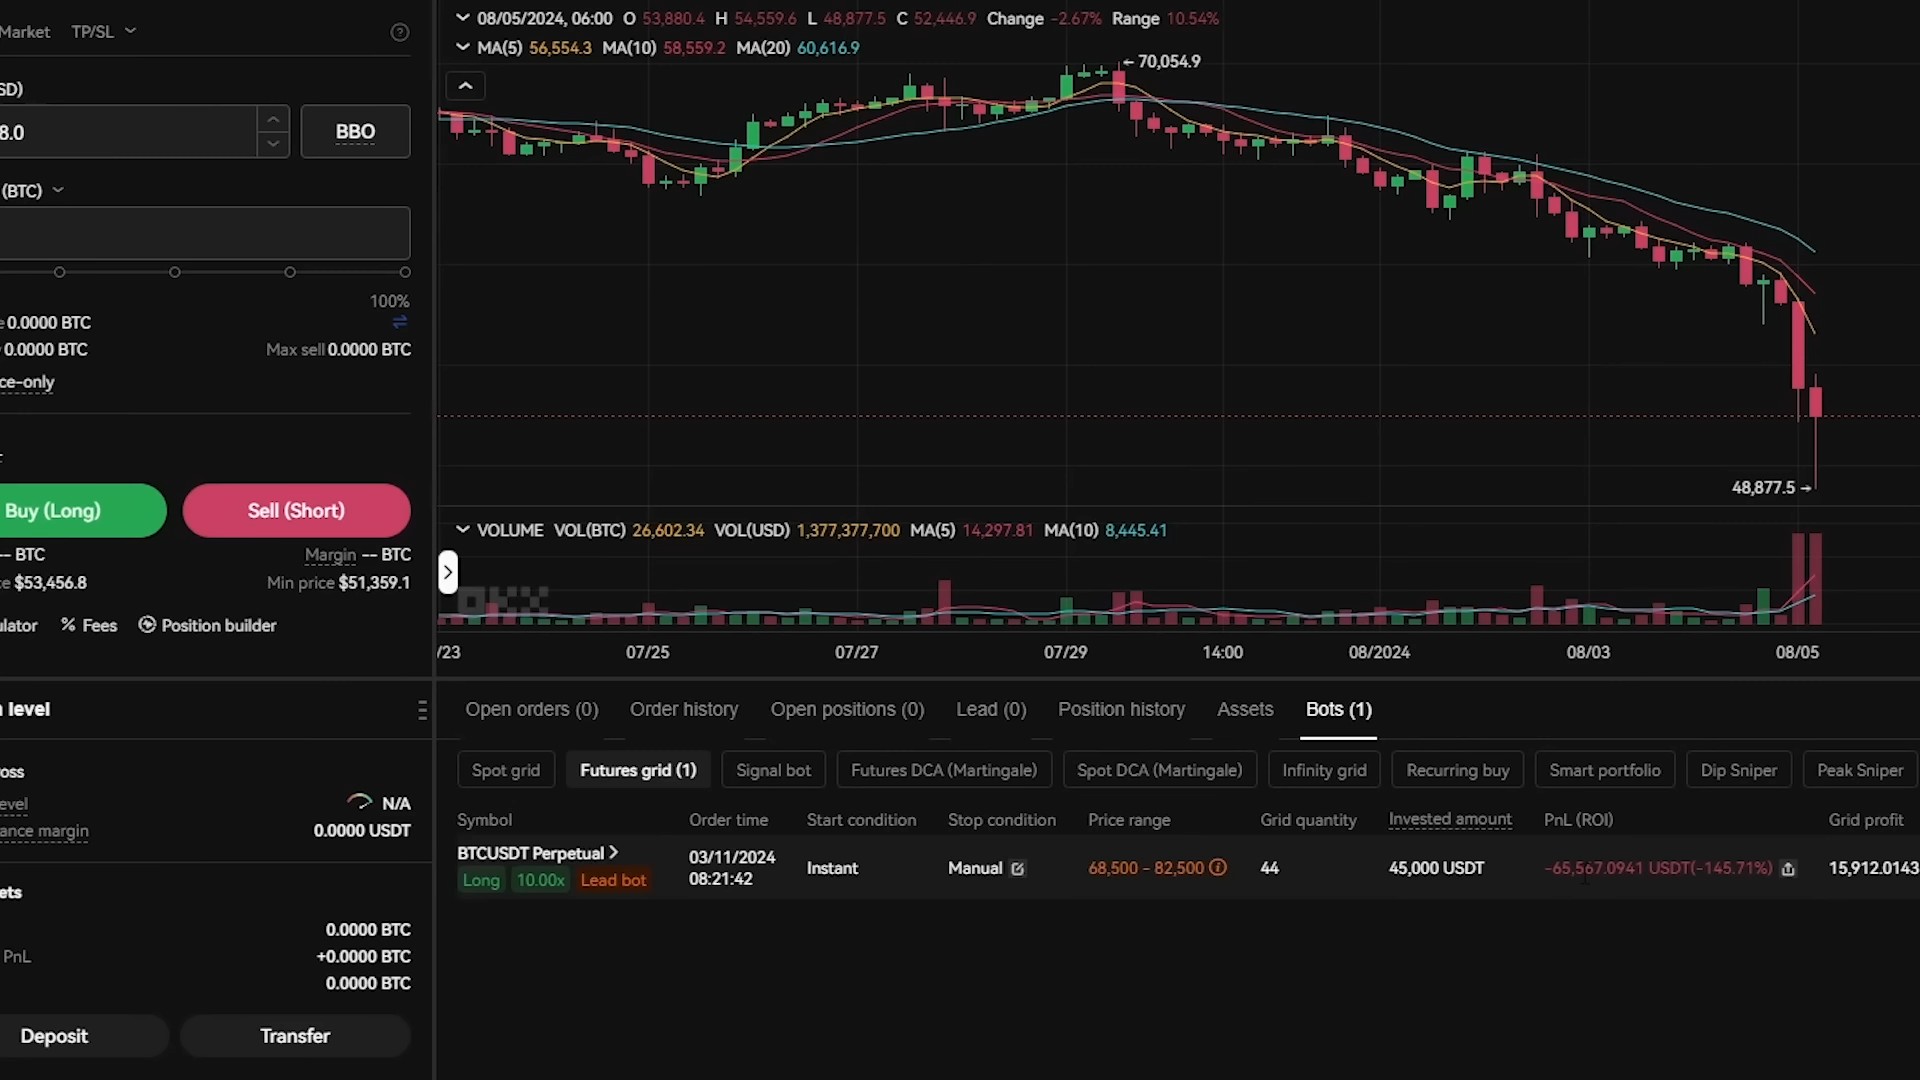 Market TP/SL
SD)
8.0
BBO
(BTC)
100%
e 0.0000 BTC
0.0000 BTC
Max sell 0.0000 BTC
ce-only
Buy (Long)
Sell (Short)
-- BTC
Margin -- BTC
ce $53,456.8
Min price $51,359.1
ulator % Fees Position builder
n level
oss
evel
N/A
ance margin
0.0000 USDT
ets
0.0000 BTC
PnL
+0.0000 BTC
0.0000 BTC
Deposit
Transfer
08/05/2024, 06:00 O 53,880.4 H 54,559.6 L 48,877.5 C 52,446.9 Change -2.67% Range 10.54%
MA(5) 56,554.3 MA(10) 58,559.2 MA(20) 60,616.9
←70,054.9
48,877.5→
VOLUME VOL(BTC) 26,602.34 VOL(USD) 1,377,377,700 MA(5) 14,297.81 MA(10) 8,445.41
OKX
/23 07/25 07/27 07/29 14:00 08/2024 08/03 08/05
Open orders (0) Order history Open positions (0) Lead (0) Position history Assets Bots (1)
Spot grid Futures grid (1) Signal bot Futures DCA (Martingale) Spot DCA (Martingale) Infinity grid Recurring buy Smart portfolio Dip Sniper Peak Sniper
Symbol Order time Start condition Stop condition Price range Grid quantity Invested amount PnL (ROI) Grid profit
BTCUSDT Perpetual
Long 10.00x Lead bot
03/11/2024
08:21:42
Instant
Manual
68,500 - 82,500
44
45,000 USDT
-65,567.0941 USDT(-145.71%)
15,912.0143